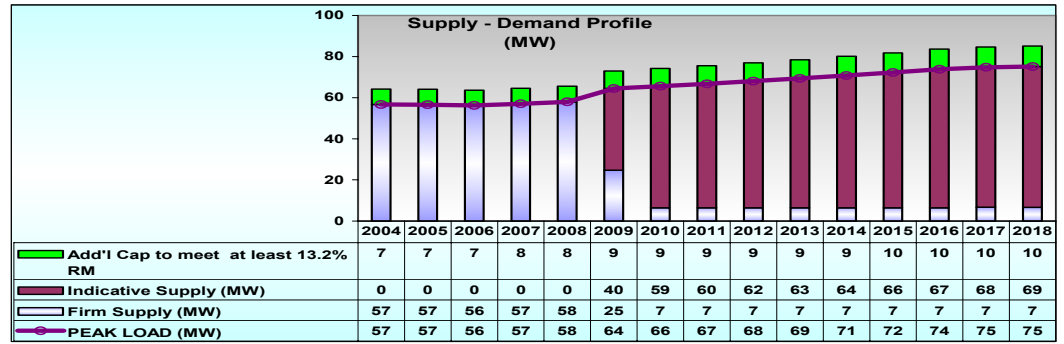 Supply - Demand Profile
(MW)
100
80
60
40
20
0
2004 2005 2006 2007 2008 2009 2010 2011 2012 2013 2014 2015 2016 2017 2018
Add'l Cap to meet at least 13.2% RM 7 7 7 8 8 9 9 9 9 9 9 10 10 10 10
Indicative Supply (MW) 0 0 0 0 0 40 59 60 62 63 64 66 67 68 69
Firm Supply (MW) 57 57 56 57 58 25 7 7 7 7 7 7 7 7 7
PEAK LOAD (MW) 57 57 56 57 58 64 66 67 68 69 71 72 74 75 75